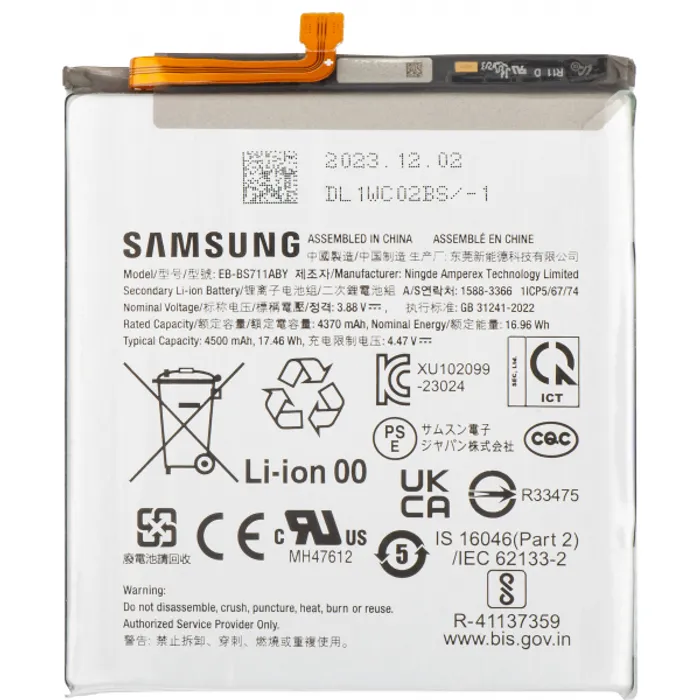 R11 D
2023.12.02
DL1WC02BS/-1
SAMSUNG ASSEMBLED IN CHINA ASSEMBLÉE EN CHINE
中國製造/中国制造 生产厂: 东莞新能德科技有限公司
Model/型号/型號: EB-BS711ABY 제조자/Manufacturer: Ningde Amperex Technology Limited
Secondary Li-ion Battery/锂离子电池组/二次鋰電池組 A/S연락처: 1588-3366 1ICP5/67/74
Nominal Voltage/标称电压/標稱電壓/정격: 3.88 V⎓ 执行标准: GB 31241-2022
Rated Capacity/额定容量/額定容量: 4370 mAh, Nominal Energy/额定能量: 16.96 Wh
Typical Capacity: 4500 mAh, 17.46 Wh, 充电限制电压: 4.47 V⎓
XU102099
-23024
SEC, Ltd.
ICT
PS
E
サムスン電子
ジャパン株式会社
CQC
Li-ion 00
UK
CA
R33475
廢電池請回收
CE
c RU US
MH47612
5
IS 16046(Part 2)
/IEC 62133-2
R-41137359
www.bis.gov.in
Warning:
Do not disassemble, crush, puncture, heat, burn or reuse.
Authorized Service Provider Only.
警告: 禁止拆卸、穿刺、燃烧或重複使用。